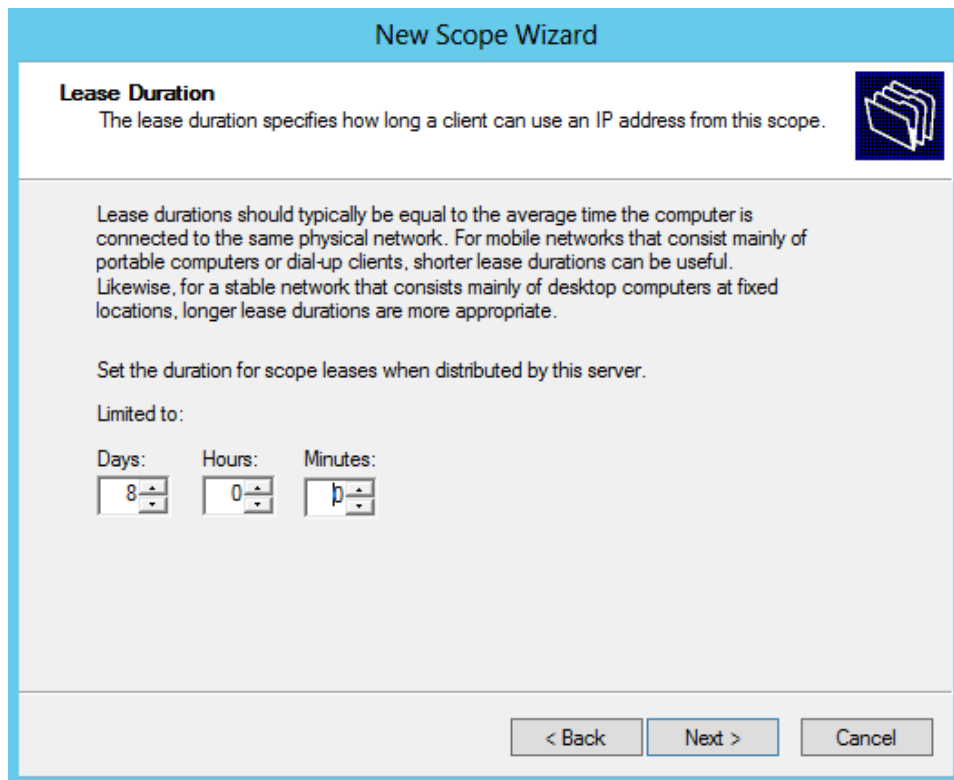 New Scope Wizard
Lease Duration
The lease duration specifies how long a client can use an IP address from this scope.
Lease durations should typically be equal to the average time the computer is
connected to the same physical network. For mobile networks that consist mainly of
portable computers or dial-up clients, shorter lease durations can be useful.
Likewise, for a stable network that consists mainly of desktop computers at fixed
locations, longer lease durations are more appropriate.
Set the duration for scope leases when distributed by this server.
Limited to:
Days: Hours: Minutes:
8 0 0
< Back Next > Cancel